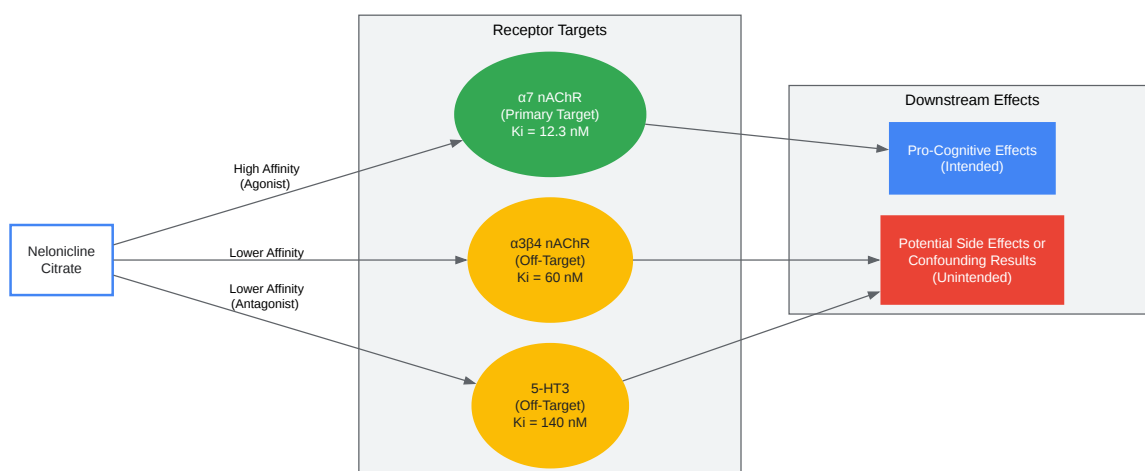 Receptor Targets
α7 nAChR
(Primary Target)
Ki = 12.3 nM
Downstream Effects
Pro-Cognitive Effects
(Intended)
High Affinity
(Agonist)
Nelonicline
Citrate
Lower Affinity
α3β4 nAChR
(Off-Target)
Ki = 60 nM
Potential Side Effects or
Confounding Results
(Unintended)
Lower Affinity
(Antagonist)
5-HT3
(Off-Target)
Ki = 140 nM